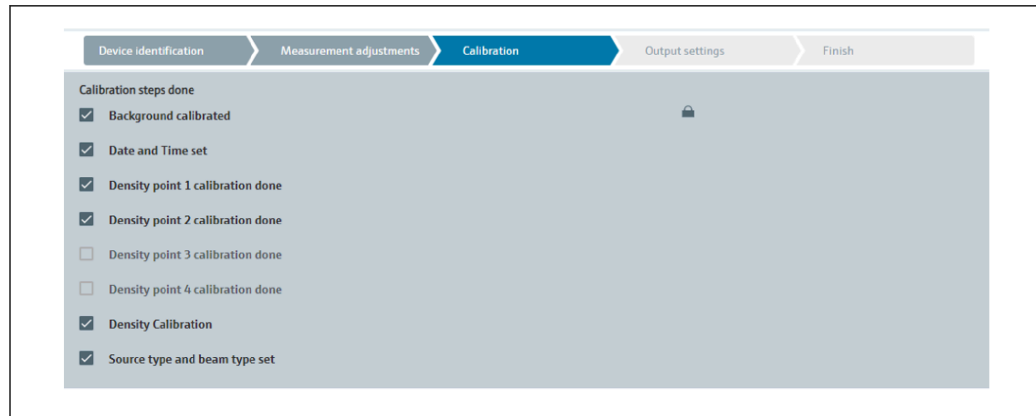 Device identification
Measurement adjustments
Calibration
Output settings
Finish
Calibration steps done
Background calibrated
Date and Time set
Density point 1 calibration done
Density point 2 calibration done
Density point 3 calibration done
Density point 4 calibration done
Density Calibration
Source type and beam type set